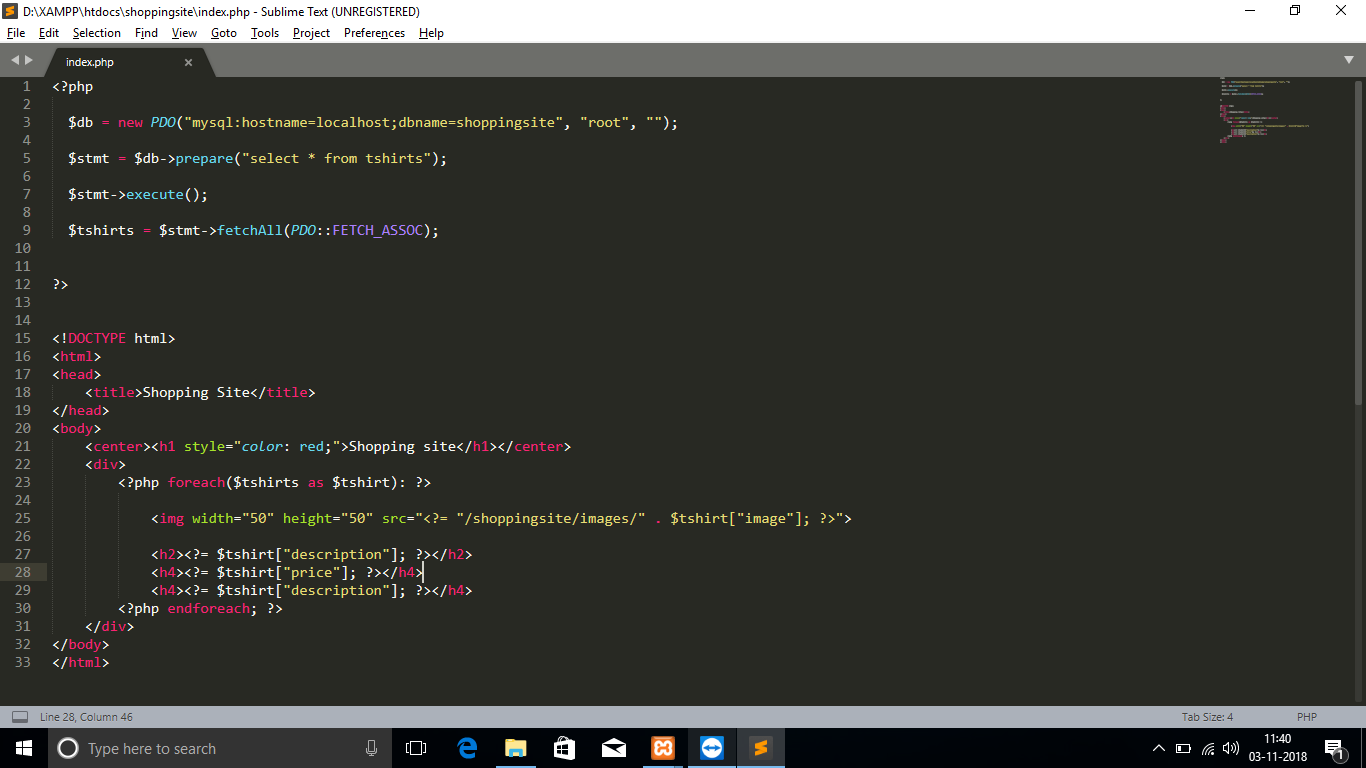 D:\XAMPP\htdocs\shoppingsite\index.php - Sublime Text (UNREGISTERED)
File Edit Selection Find View Goto Tools Project Preferences Help
index.php
1 <?php
2
3 $db = new PDO("mysql:hostname=localhost;dbname=shoppingsite", "root", "");
4
5 $stmt = $db->prepare("select * from tshirts");
6
7 $stmt->execute();
8
9 $tshirts = $stmt->fetchAll(PDO::FETCH_ASSOC);
10
11
12 ?>
13
14
15 <!DOCTYPE html>
16 <html>
17 <head>
18 <title>Shopping Site</title>
19 </head>
20 <body>
21 <center><h1 style="color: red;">Shopping site</h1></center>
22 <div>
23 <?php foreach($tshirts as $tshirt): ?>
24
25 <img width="50" height="50" src="<?= "/shoppingsite/images/" . $tshirt["image"]; ?>">
26
27 <h2><?= $tshirt["description"]; ?></h2>
28 <h4><?= $tshirt["price"]; ?></h4>
29 <h4><?= $tshirt["description"]; ?></h4>
30 <?php endforeach; ?>
31 </div>
32 </body>
33 </html>
Line 28, Column 46 Tab Size: 4 PHP
Type here to search
11:40
03-11-2018
1